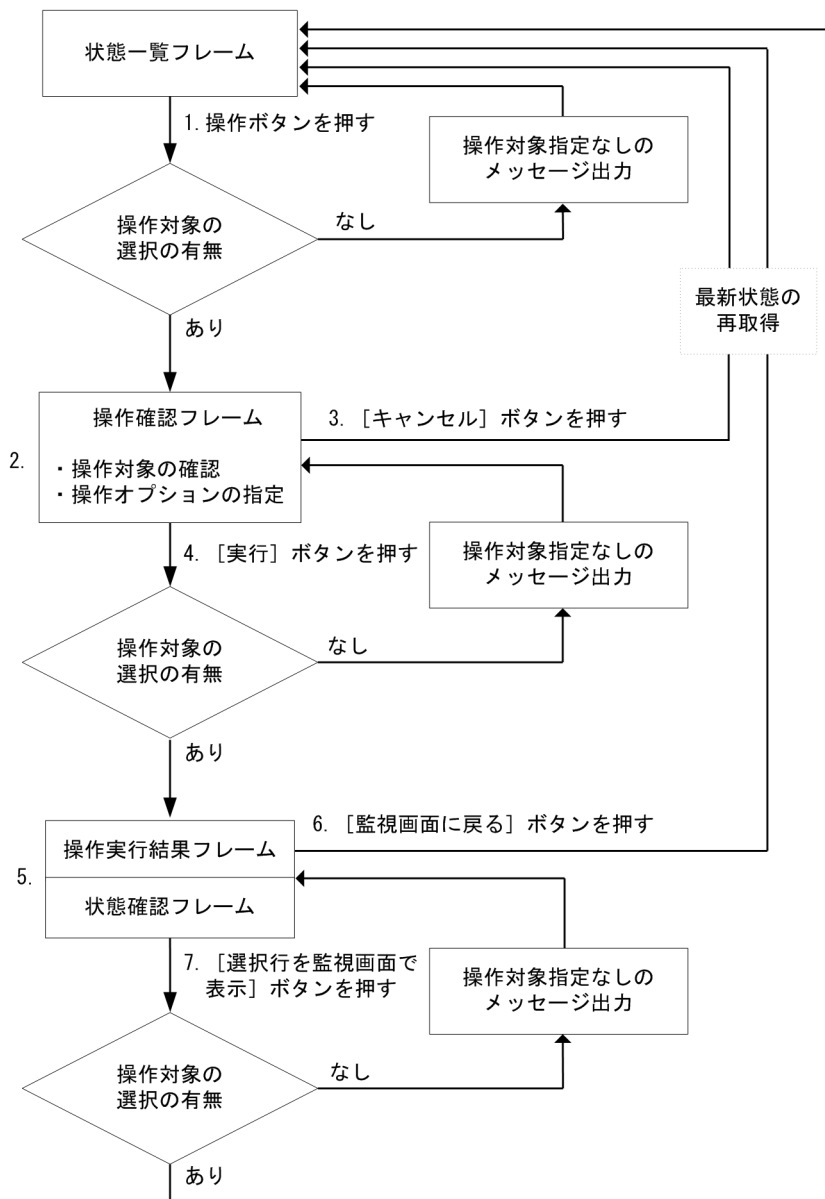 状態一覧フレーム
1. 操作ボタンを押す
操作対象指定なしの
メッセージ出力
操作対象の
選択の有無
なし
あり
最新状態の
再取得
操作確認フレーム
2.
・操作対象の確認
・操作オプションの指定
3. ［キャンセル］ボタンを押す
4. ［実行］ボタンを押す
操作対象指定なしの
メッセージ出力
操作対象の
選択の有無
なし
あり
5.
操作実行結果フレーム
状態確認フレーム
6. ［監視画面に戻る］ボタンを押す
7. ［選択行を監視画面で
表示］ボタンを押す
操作対象指定なしの
メッセージ出力
操作対象の
選択の有無
なし
あり